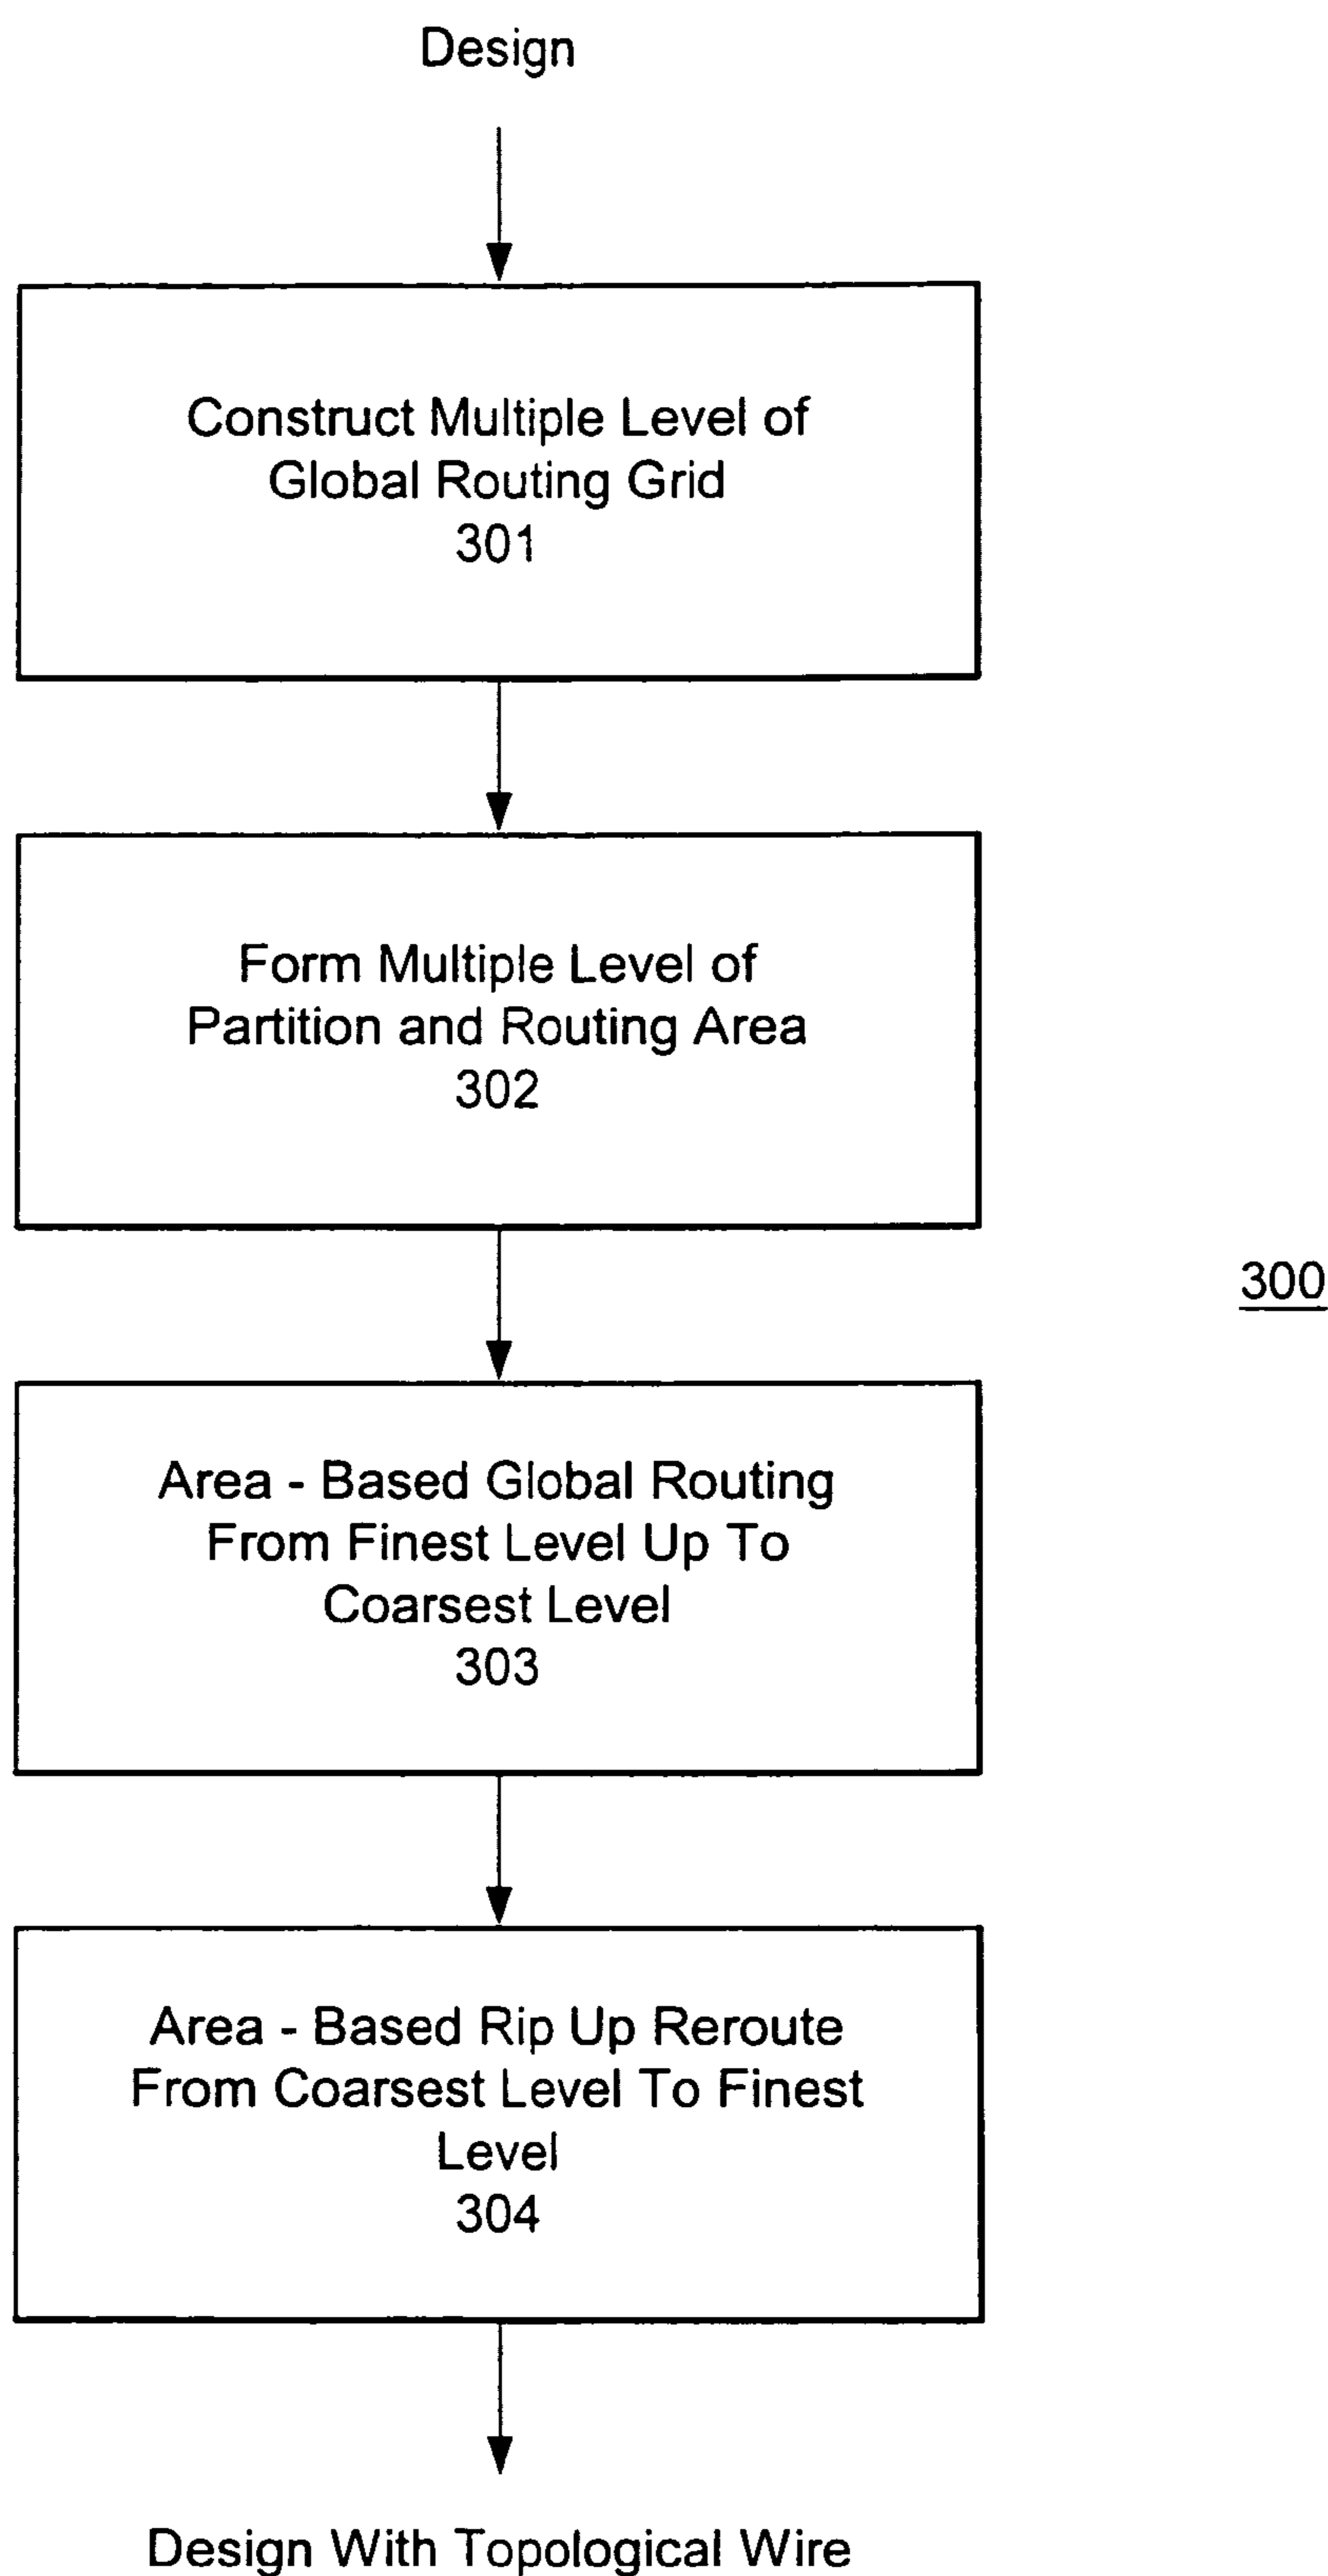 Design
Construct Multiple Level of
Global Routing Grid
301
Form Multiple Level of
Partition and Routing Area
302
300
Area - Based Global Routing
From Finest Level Up To
Coarsest Level
303
Area - Based Rip Up Reroute
From Coarsest Level To Finest
Level
304
Design With Topological Wire